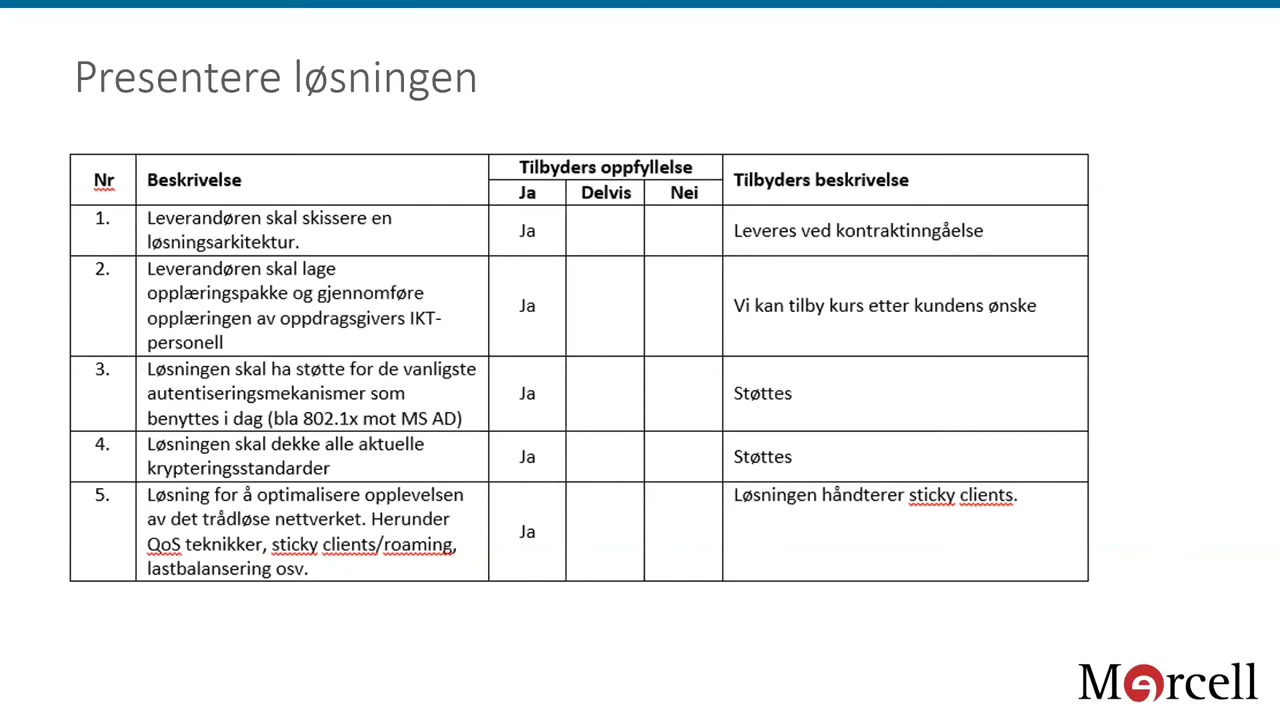 Presentere løsningen
Nr
Beskrivelse
Tilbyders oppfyllelse
Ja
Delvis
Nei
Tilbyders beskrivelse
1.
Leverandøren skal skissere en
løsningsarkitektur.
Ja
Leveres ved kontraktinngåelse
2.
Leverandøren skal lage
opplæringspakke og gjennomføre
opplæringen av oppdragsgivers IKT-
personell
Ja
Vi kan tilby kurs etter kundens ønske
3.
Løsningen skal ha støtte for de vanligste
autentiseringsmekanismer som
benyttes i dag (bla 802.1x mot MS AD)
Ja
Støttes
4.
Løsningen skal dekke alle aktuelle
krypteringsstandarder
Ja
Støttes
5.
Løsning for å optimalisere opplevelsen
av det trådløse nettverket. Herunder
QoS teknikker, sticky clients/roaming,
lastbalansering osv.
Ja
Løsningen håndterer sticky clients.
Mercell